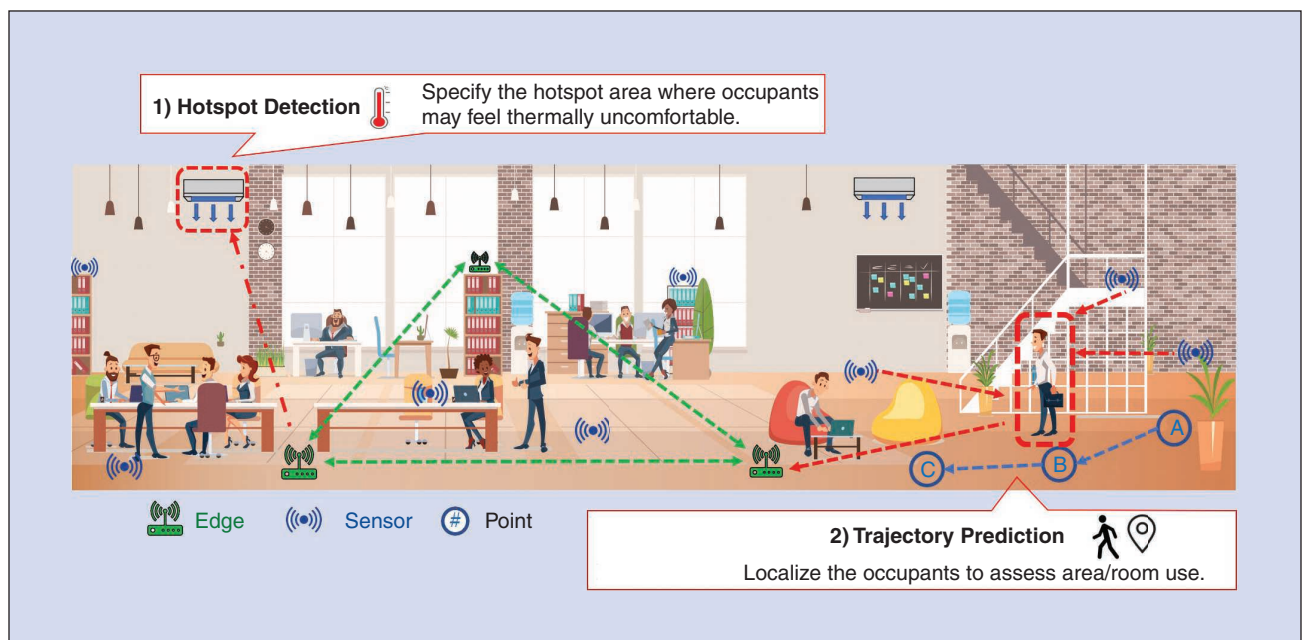 1) Hotspot Detection
Specify the hotspot area where occupants
may feel thermally uncomfortable.
A
B
C
Edge
Sensor
# Point
2) Trajectory Prediction
Localize the occupants to assess area/room use.